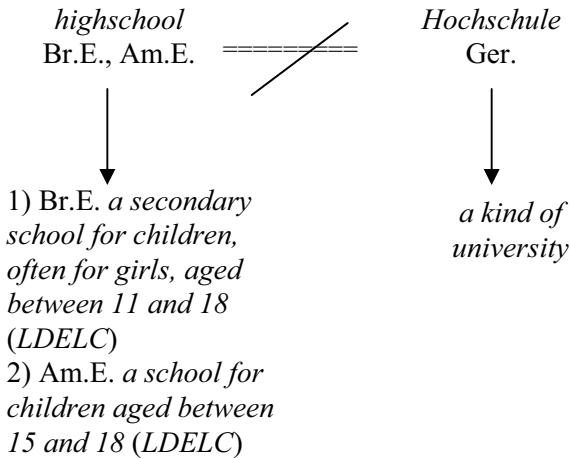 highschool
Br.E., Am.E.
=========
Hochschule
Ger.
1) Br.E. a secondary
school for children,
often for girls, aged
between 11 and 18
(LDELC)
2) Am.E. a school for
children aged between
15 and 18 (LDELC)
a kind of
university